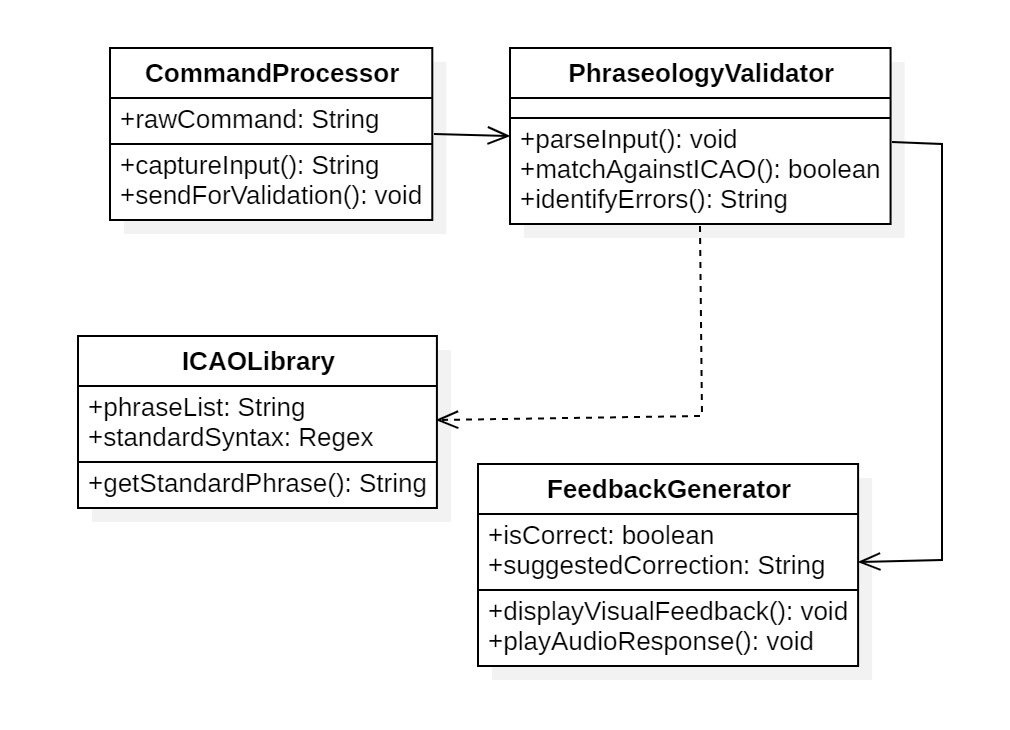 CommandProcessor
+rawCommand: String
+captureInput(): String
+sendForValidation(): void
PhraseologyValidator
+parseInput(): void
+matchAgainstICAO(): boolean
+identifyErrors(): String
ICAOLibrary
+phraseList: String
+standardSyntax: Regex
+getStandardPhrase(): String
FeedbackGenerator
+isCorrect: boolean
+suggestedCorrection: String
+displayVisualFeedback(): void
+playAudioResponse(): void